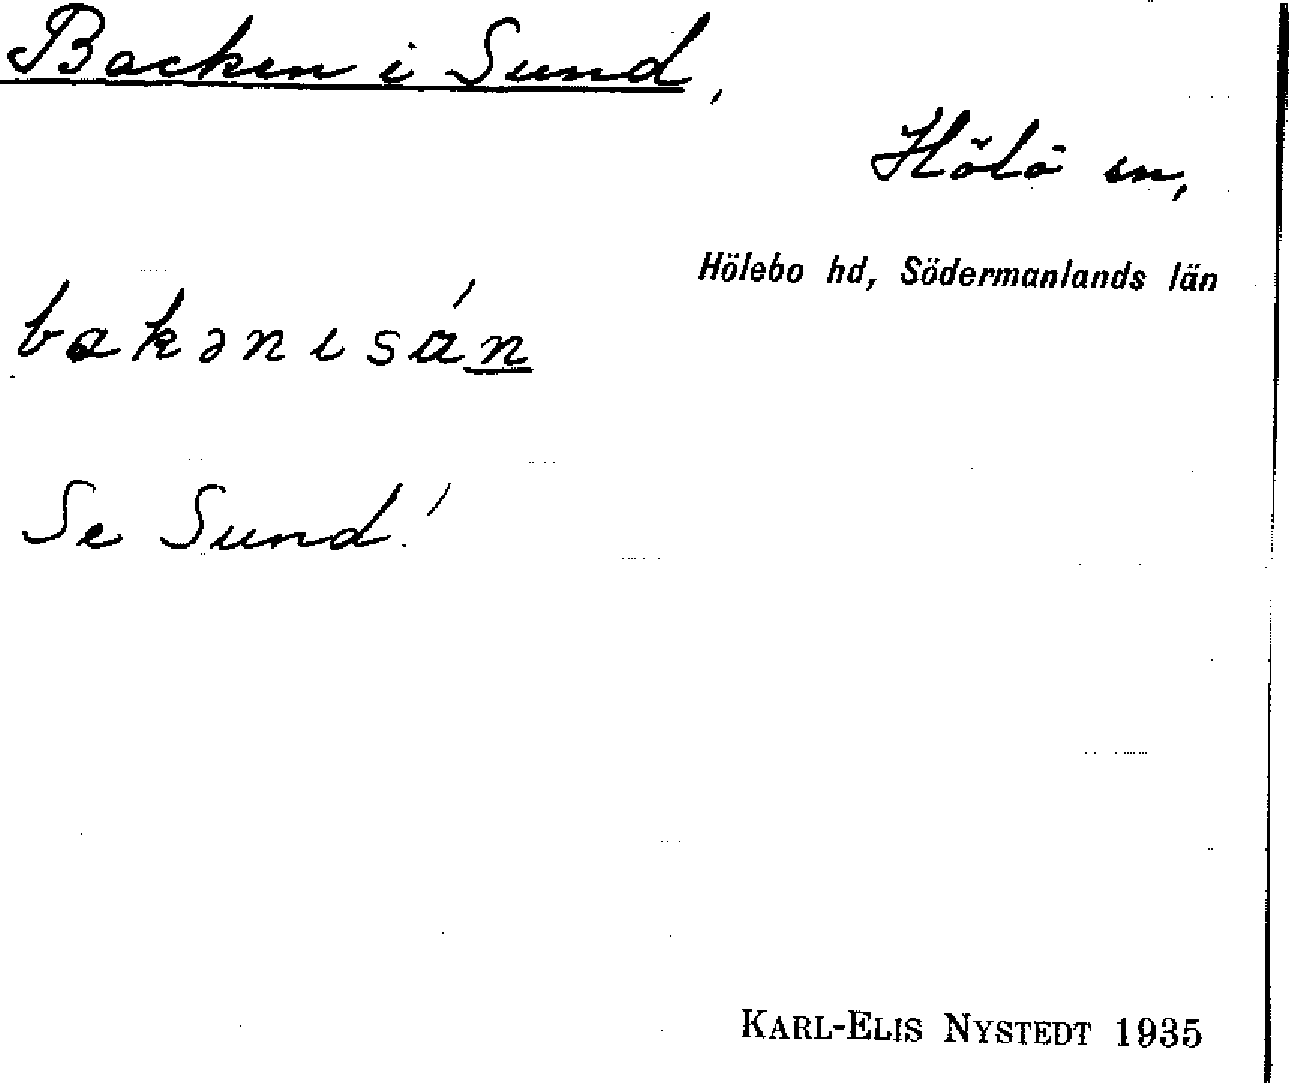 Backen i Sund,
Hölö sn,
Hölebo hd, Södermanlands län
bakənisán
Se Sund!
KARL-ELIS NYSTEDT 1935